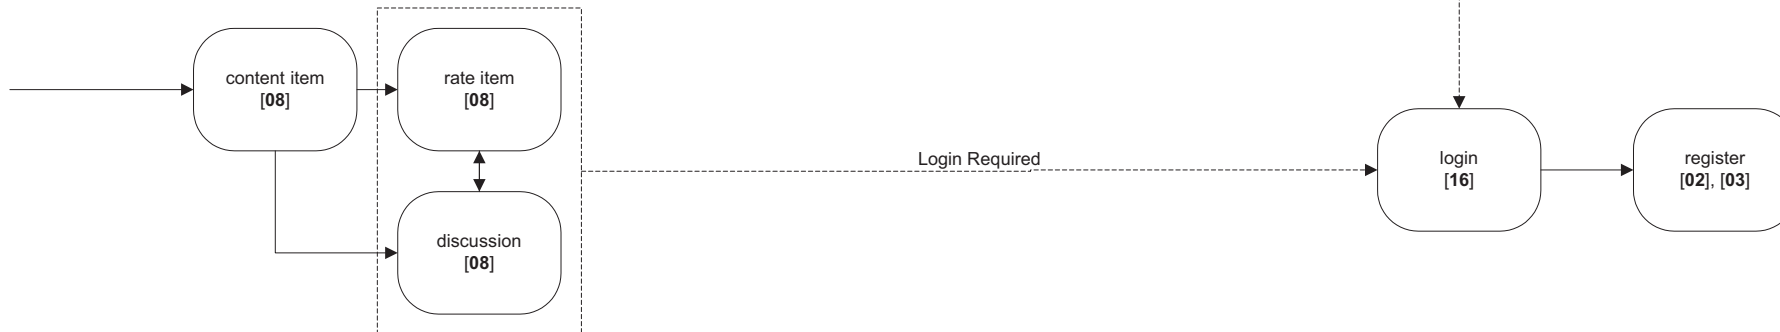 content item
[08]
rate item
[08]
discussion
[08]
Login Required
login
[16]
register
[02], [03]